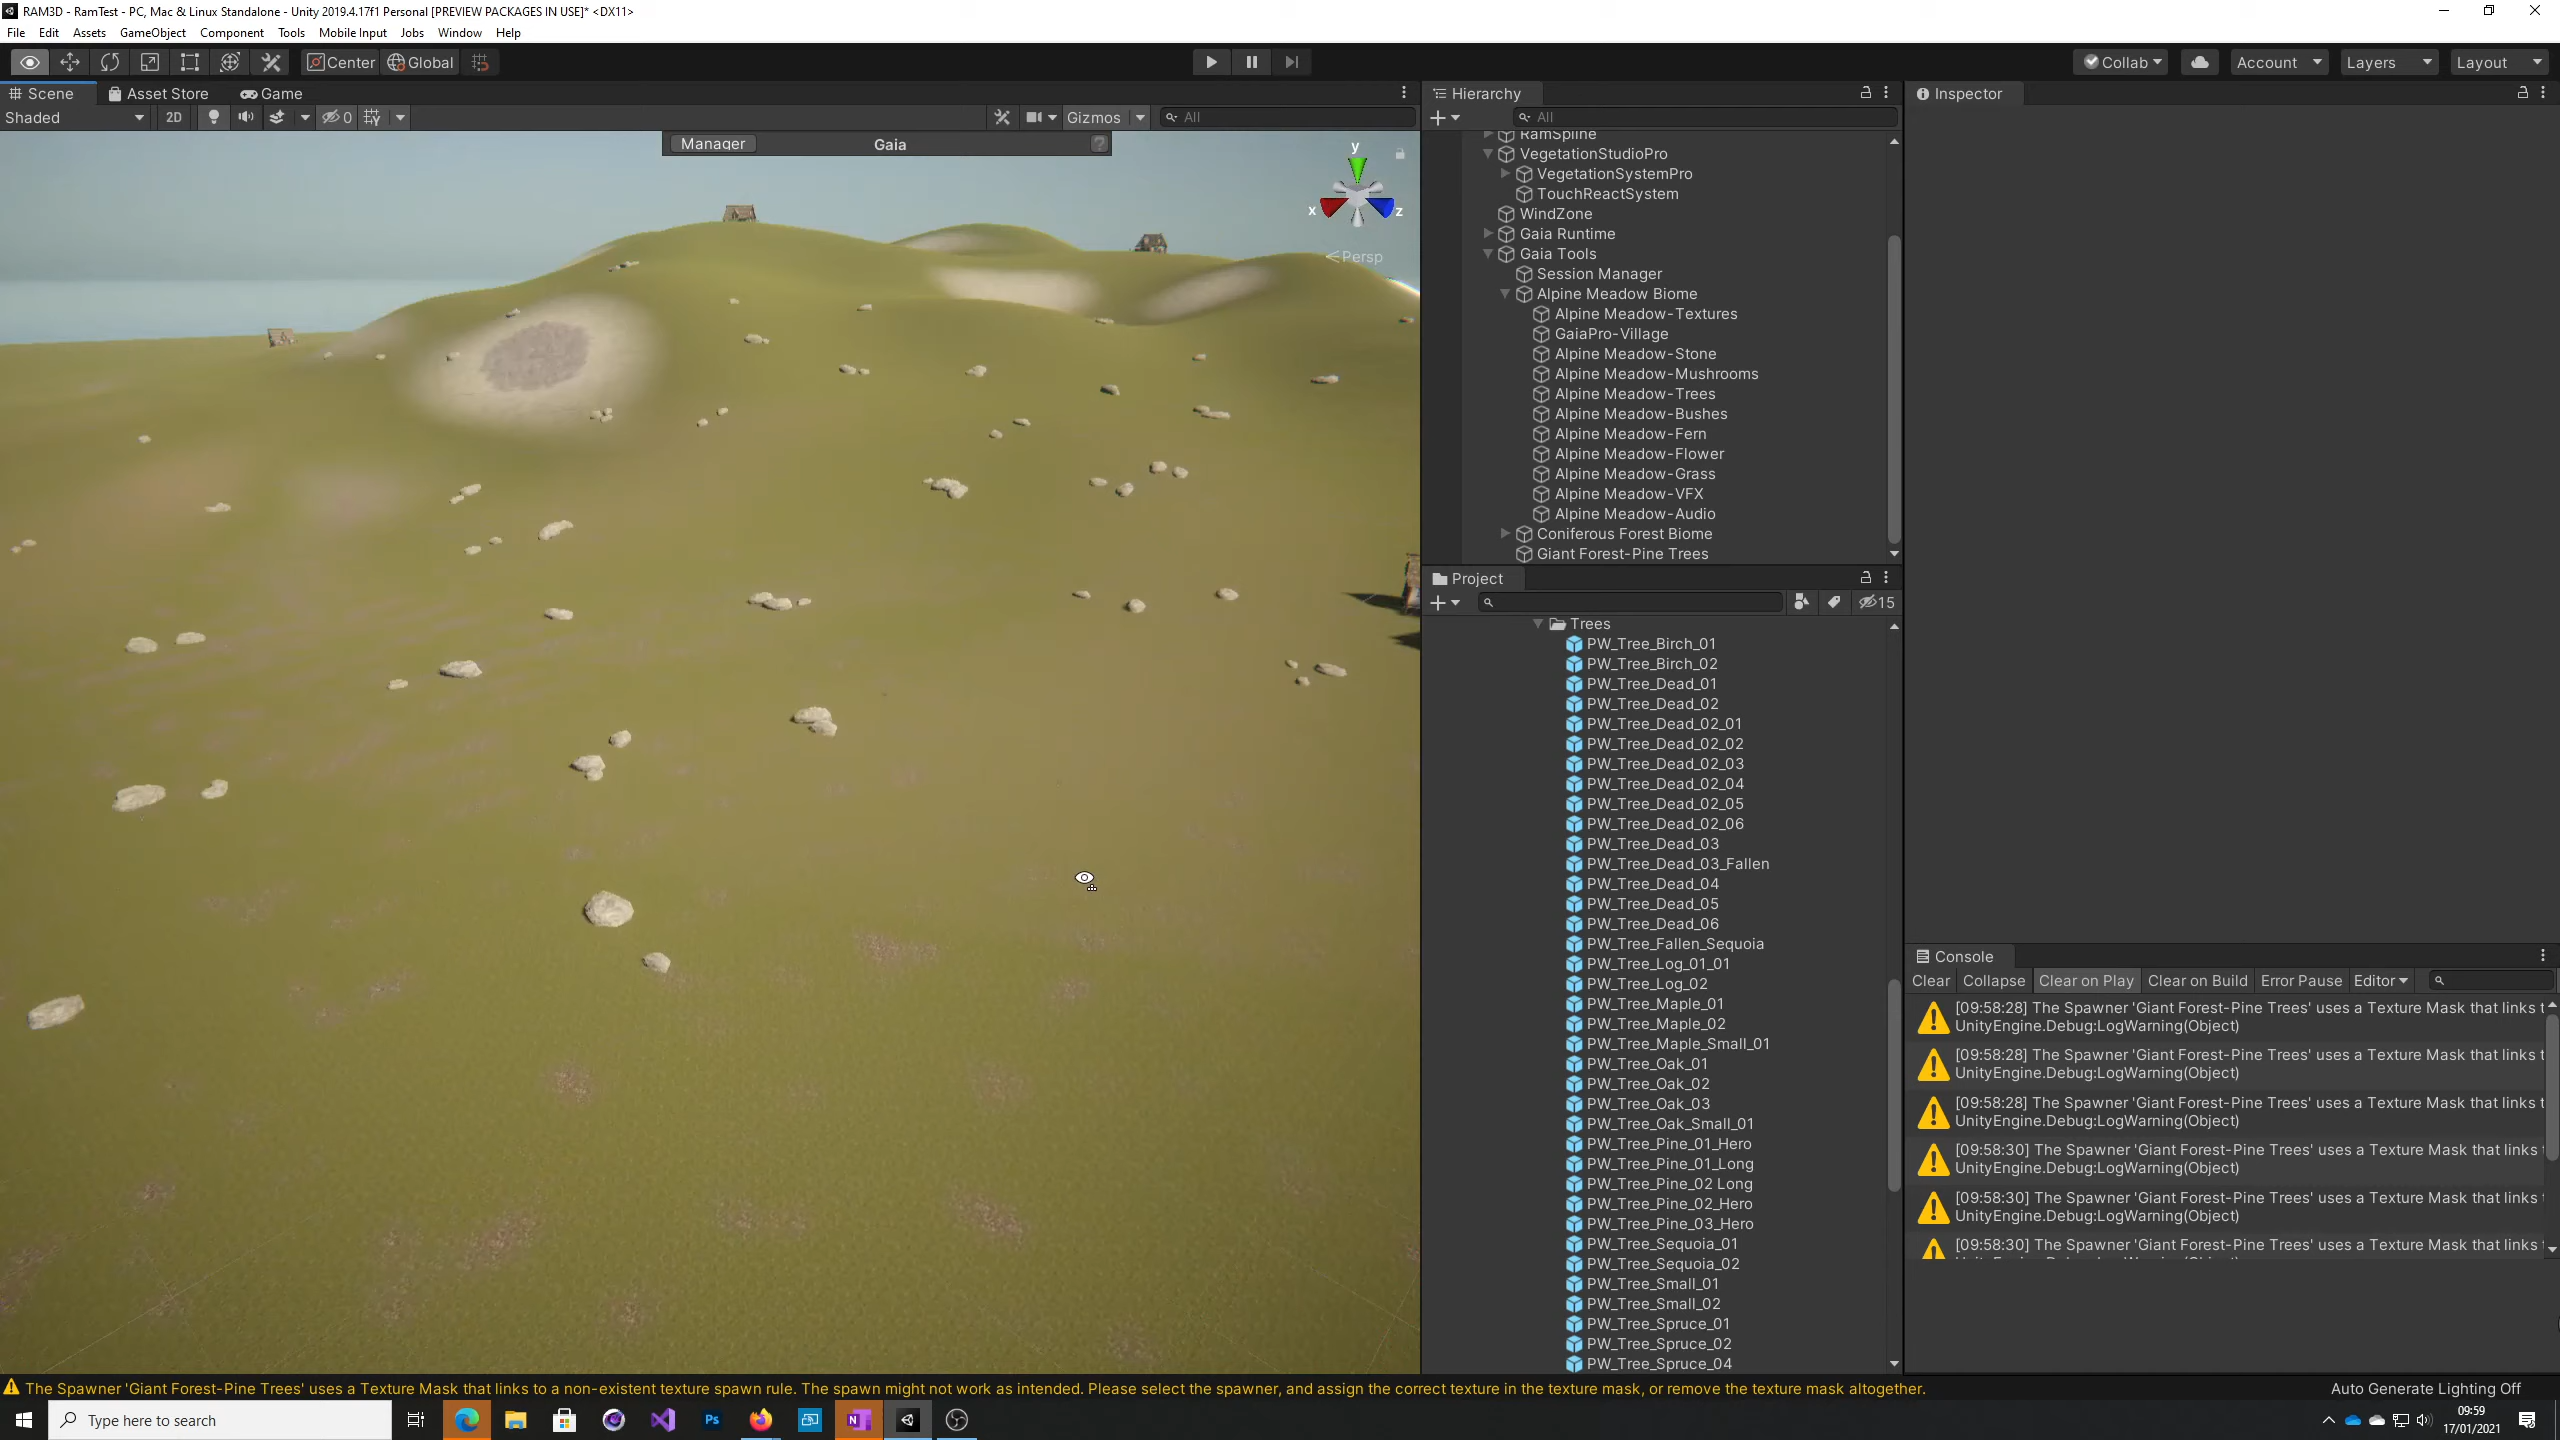 RAM3D - RamTest - PC, Mac & Linux Standalone - Unity 2019.4.17f1 Personal [PREVIEW PACKAGES IN USE]* <DX11>
File Edit Assets GameObject Component Tools Mobile Input Jobs Window Help
Center Global Collab Account Layers Layout
Scene Asset Store Game
Shaded 2D 0 Gizmos All
Manager Gaia ?
y
x z
Persp
Hierarchy
All
RamSpline
VegetationStudioPro
VegetationSystemPro
TouchReactSystem
WindZone
Gaia Runtime
Gaia Tools
Session Manager
Alpine Meadow Biome
Alpine Meadow-Textures
GaiaPro-Village
Alpine Meadow-Stone
Alpine Meadow-Mushrooms
Alpine Meadow-Trees
Alpine Meadow-Bushes
Alpine Meadow-Fern
Alpine Meadow-Flower
Alpine Meadow-Grass
Alpine Meadow-VFX
Alpine Meadow-Audio
Coniferous Forest Biome
Giant Forest-Pine Trees
Project
15
Trees
PW_Tree_Birch_01
PW_Tree_Birch_02
PW_Tree_Dead_01
PW_Tree_Dead_02
PW_Tree_Dead_02_01
PW_Tree_Dead_02_02
PW_Tree_Dead_02_03
PW_Tree_Dead_02_04
PW_Tree_Dead_02_05
PW_Tree_Dead_02_06
PW_Tree_Dead_03
PW_Tree_Dead_03_Fallen
PW_Tree_Dead_04
PW_Tree_Dead_05
PW_Tree_Dead_06
PW_Tree_Fallen_Sequoia
PW_Tree_Log_01_01
PW_Tree_Log_02
PW_Tree_Maple_01
PW_Tree_Maple_02
PW_Tree_Maple_Small_01
PW_Tree_Oak_01
PW_Tree_Oak_02
PW_Tree_Oak_03
PW_Tree_Oak_Small_01
PW_Tree_Pine_01_Hero
PW_Tree_Pine_01_Long
PW_Tree_Pine_02 Long
PW_Tree_Pine_02_Hero
PW_Tree_Pine_03_Hero
PW_Tree_Sequoia_01
PW_Tree_Sequoia_02
PW_Tree_Small_01
PW_Tree_Small_02
PW_Tree_Spruce_01
PW_Tree_Spruce_02
PW_Tree_Spruce_04
Inspector
Console
Clear Collapse Clear on Play Clear on Build Error Pause Editor
[09:58:28] The Spawner 'Giant Forest-Pine Trees' uses a Texture Mask that links t
UnityEngine.Debug:LogWarning(Object)
[09:58:28] The Spawner 'Giant Forest-Pine Trees' uses a Texture Mask that links t
UnityEngine.Debug:LogWarning(Object)
[09:58:28] The Spawner 'Giant Forest-Pine Trees' uses a Texture Mask that links t
UnityEngine.Debug:LogWarning(Object)
[09:58:30] The Spawner 'Giant Forest-Pine Trees' uses a Texture Mask that links t
UnityEngine.Debug:LogWarning(Object)
[09:58:30] The Spawner 'Giant Forest-Pine Trees' uses a Texture Mask that links t
UnityEngine.Debug:LogWarning(Object)
[09:58:30] The Spawner 'Giant Forest-Pine Trees' uses a Texture Mask that links t
The Spawner 'Giant Forest-Pine Trees' uses a Texture Mask that links to a non-existent texture spawn rule. The spawn might not work as intended. Please select the spawner, and assign the correct texture in the texture mask, or remove the texture mask altogether.
Auto Generate Lighting Off
Type here to search
Ps
N
09:59
17/01/2021